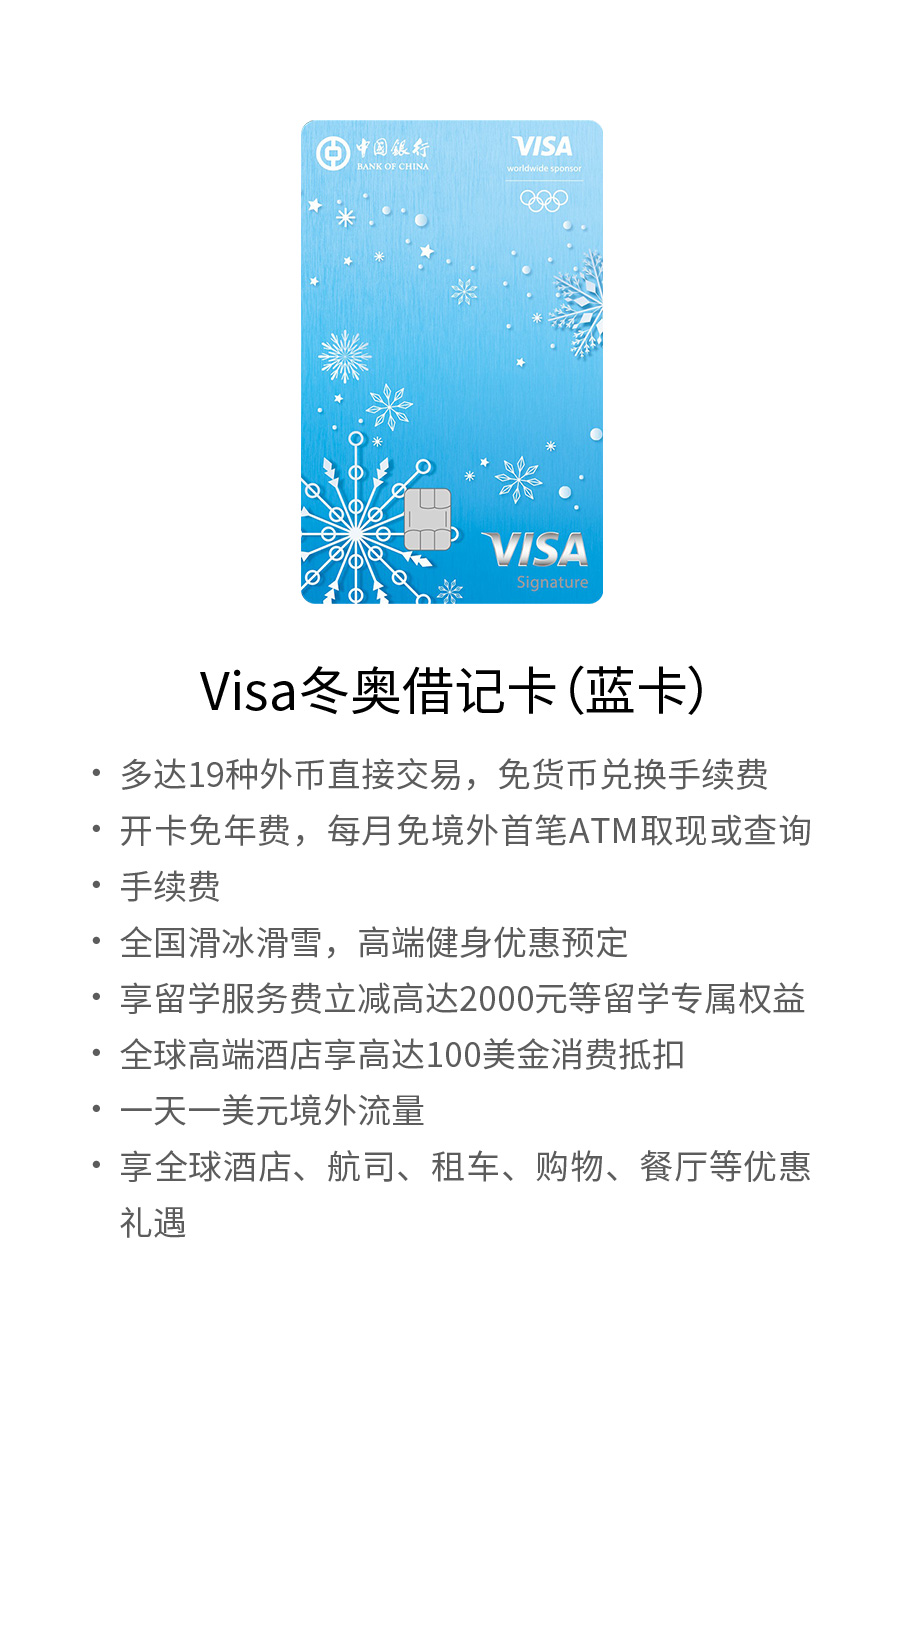 中国银行
BANK OF CHINA
VISA
worldwide sponsor
VISA
Signature
Visa冬奥借记卡(蓝卡)
• 多达19种外币直接交易，免货币兑换手续费
• 开卡免年费，每月免境外首笔ATM取现或查询
• 手续费
• 全国滑冰滑雪，高端健身优惠预定
• 享留学服务费立减高达2000元等留学专属权益
• 全球高端酒店享高达100美金消费抵扣
• 一天一美元境外流量
• 享全球酒店、航司、租车、购物、餐厅等优惠
礼遇